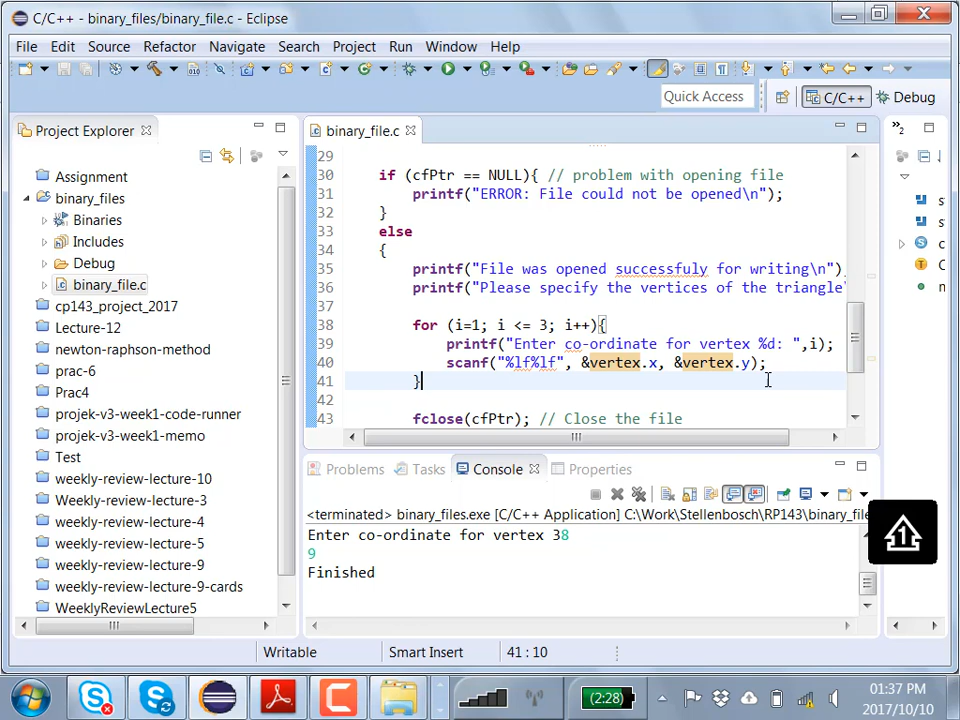 C/C++ - binary_files/binary_file.c - Eclipse
File Edit Source Refactor Navigate Search Project Run Window Help
Quick Access C/C++ Debug
Project Explorer
binary_file.c
»2
Assignment
binary_files
Binaries
Includes
Debug
binary_file.c
cp143_project_2017
Lecture-12
newton-raphson-method
prac-6
Prac4
projek-v3-week1-code-runner
projek-v3-week1-memo
Test
weekly-review-lecture-10
Weekly-review-lecture-3
weekly-review-lecture-4
weekly-review-lecture-5
weekly-review-lecture-9
weekly-review-lecture-9-cards
WeeklyReviewLecture5
29
30 if (cfPtr == NULL){ // problem with opening file
31 printf("ERROR: File could not be opened\n");
32 }
33 else
34 {
35 printf("File was opened successfuly for writing\n")
36 printf("Please specify the vertices of the triangle
37
38 for (i=1; i <= 3; i++){
39 printf("Enter co-ordinate for vertex %d: ",i);
40 scanf("%lf%lf", &vertex.x, &vertex.y);
41 }
42
43 fclose(cfPtr); // Close the file
Problems Tasks Console Properties
<terminated> binary_files.exe [C/C++ Application] C:\Work\Stellenbosch\RP143\binary_file
Enter co-ordinate for vertex 38
9
Finished
Writable Smart Insert 41 : 10
(2:28)
01:37 PM
2017/10/10